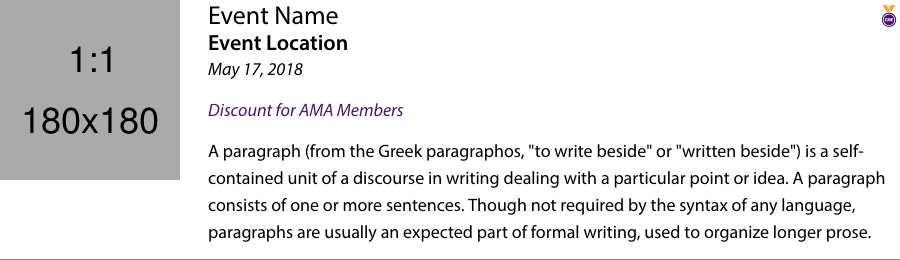 1:1
180x180
Event Name
Event Location
May 17, 2018
Discount for AMA Members
A paragraph (from the Greek paragraphos, "to write beside" or "written beside") is a self-
contained unit of a discourse in writing dealing with a particular point or idea. A paragraph
consists of one or more sentences. Though not required by the syntax of any language,
paragraphs are usually an expected part of formal writing, used to organize longer prose.